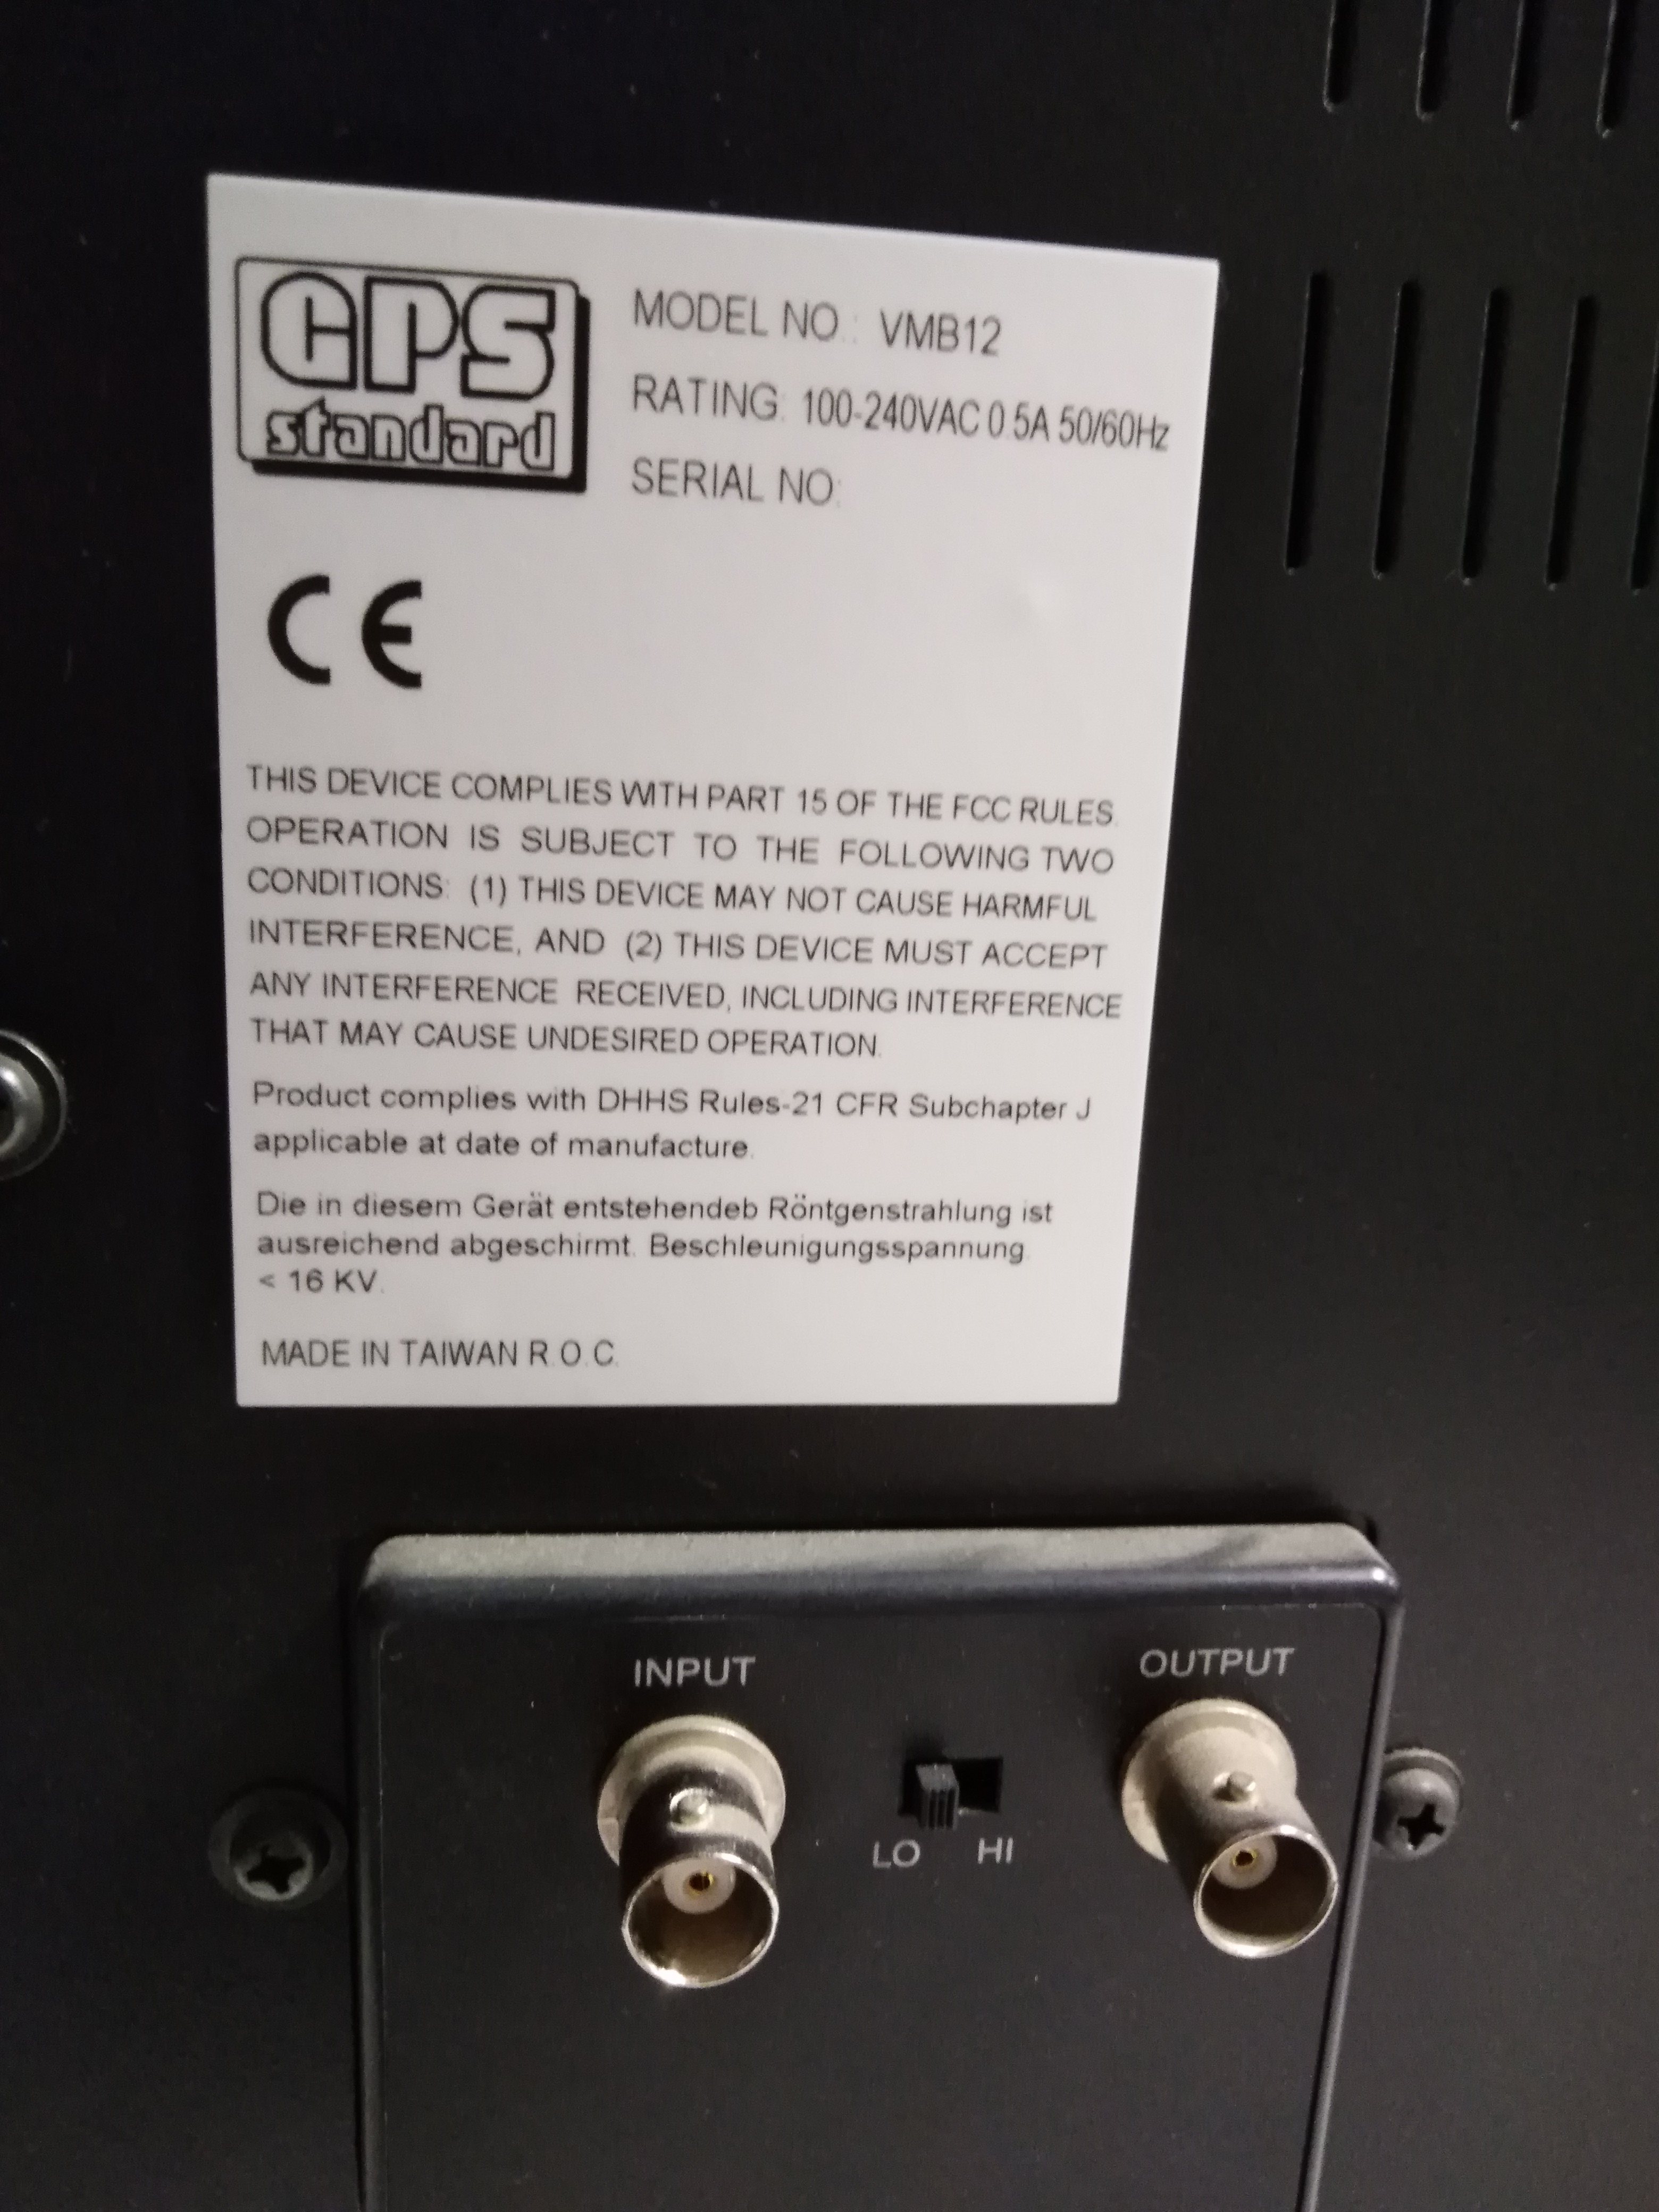 GPS
standard
MODEL NO.: VMB12
RATING: 100-240VAC 0.5A 50/60Hz
SERIAL NO:
CE
THIS DEVICE COMPLIES WITH PART 15 OF THE FCC RULES.
OPERATION IS SUBJECT TO THE FOLLOWING TWO
CONDITIONS: (1) THIS DEVICE MAY NOT CAUSE HARMFUL
INTERFERENCE, AND (2) THIS DEVICE MUST ACCEPT
ANY INTERFERENCE RECEIVED, INCLUDING INTERFERENCE
THAT MAY CAUSE UNDESIRED OPERATION.
Product complies with DHHS Rules-21 CFR Subchapter J
applicable at date of manufacture.
Die in diesem Gerät entstehendeb Röntgenstrahlung ist
ausreichend abgeschirmt. Beschleunigungsspannung
< 16 KV.
MADE IN TAIWAN R.O.C.
INPUT
OUTPUT
LO HI